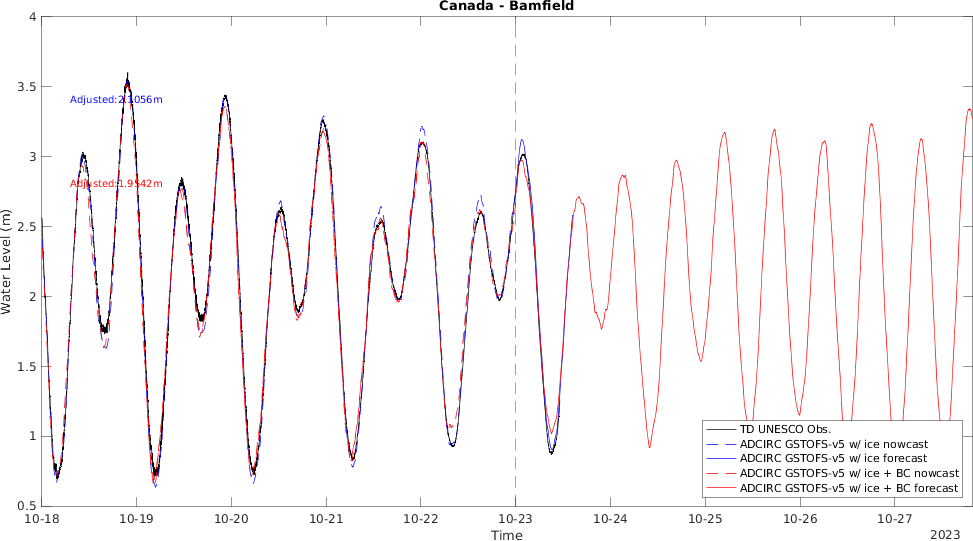 Canada - Bamfield
4
3.5
3
2.5
2
1.5
1
0.5
Water Level (m)
Adjusted:2.1056m
Adjusted:1.9542m
TD UNESCO Obs.
ADCIRC GSTOFS-v5 w/ ice nowcast
ADCIRC GSTOFS-v5 w/ ice forecast
ADCIRC GSTOFS-v5 w/ ice + BC nowcast
ADCIRC GSTOFS-v5 w/ ice + BC forecast
10-18 10-19 10-20 10-21 10-22 10-23 10-24 10-25 10-26 10-27
Time
2023